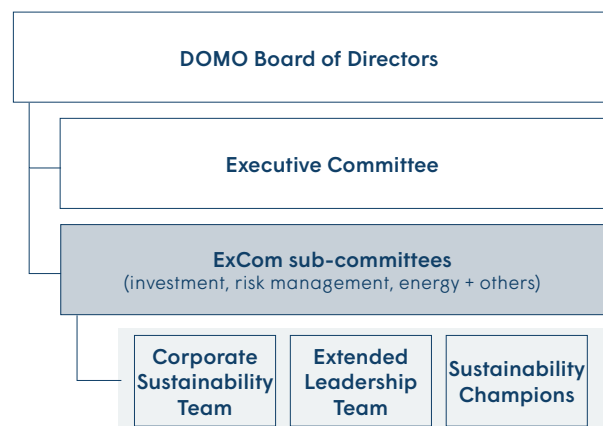 DOMO Board of Directors
Executive Committee
ExCom sub-committees
(investment, risk management, energy + others)
Corporate
Sustainability
Team
Extended
Leadership
Team
Sustainability
Champions